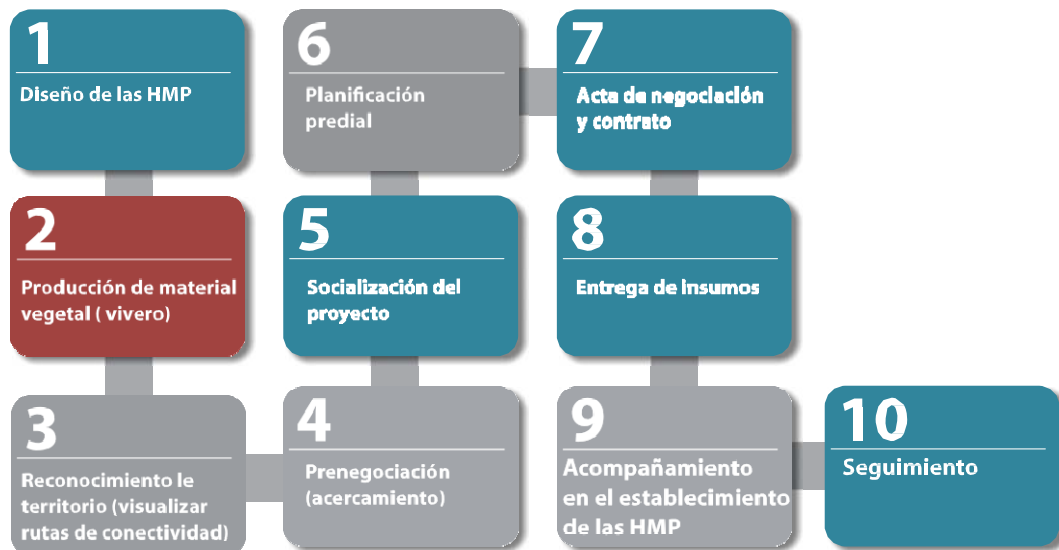 1
Diseño de las HMP
2
Producción de material
vegetal ( vivero)
3
Reconocimiento le
territorio (visualizar
rutas de conectividad)
4
Prenegociación
(acercamiento)
5
Socialización del
proyecto
6
Planificación
predial
7
Acta de negociación
y contrato
8
Entrega de insumos
9
Acompañamiento
en el establecimiento
de las HMP
10
Seguimiento